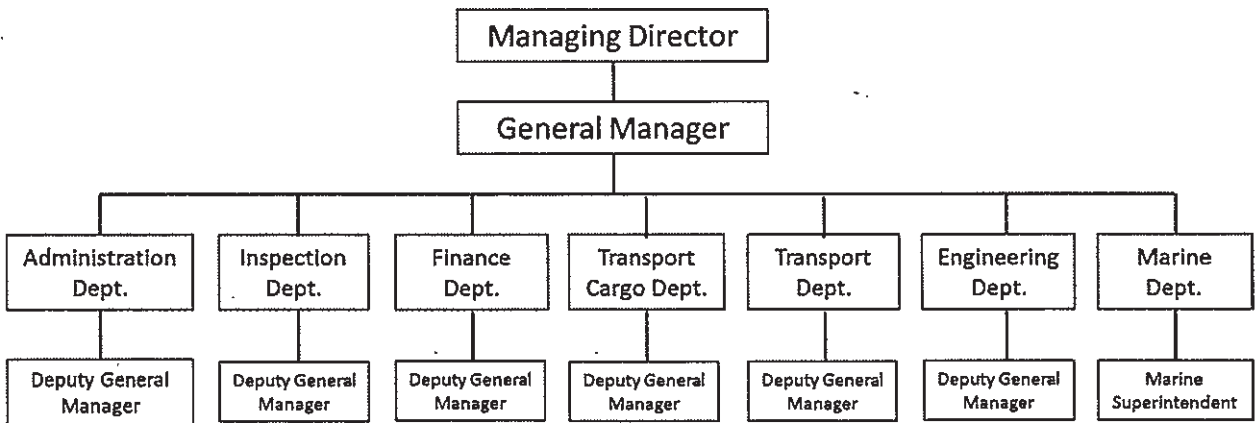 Managing Director
General Manager
Administration
Dept.
Inspection
Dept.
Finance
Dept.
Transport
Cargo Dept.
Transport
Dept.
Engineering
Dept.
Marine
Dept.
Deputy General
Manager
Deputy General
Manager
Deputy General
Manager
Deputy General
Manager
Deputy General
Manager
Deputy General
Manager
Marine
Superintendent